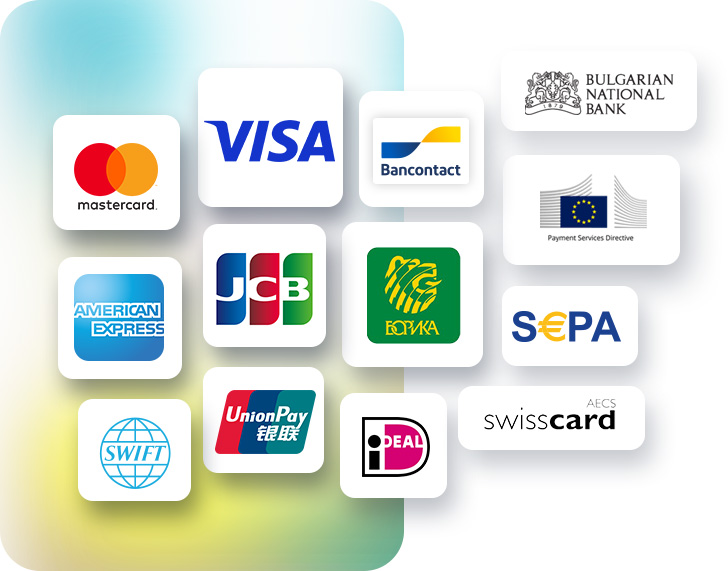 mastercard.
VISA
Bancontact
BULGARIAN
NATIONAL
BANK
1879
Payment Services Directive
AMERICAN
EXPRESS
JCB
БОРИКА
S€PA
SWIFT
UnionPay
银联
iDEAL
AECS
swisscard